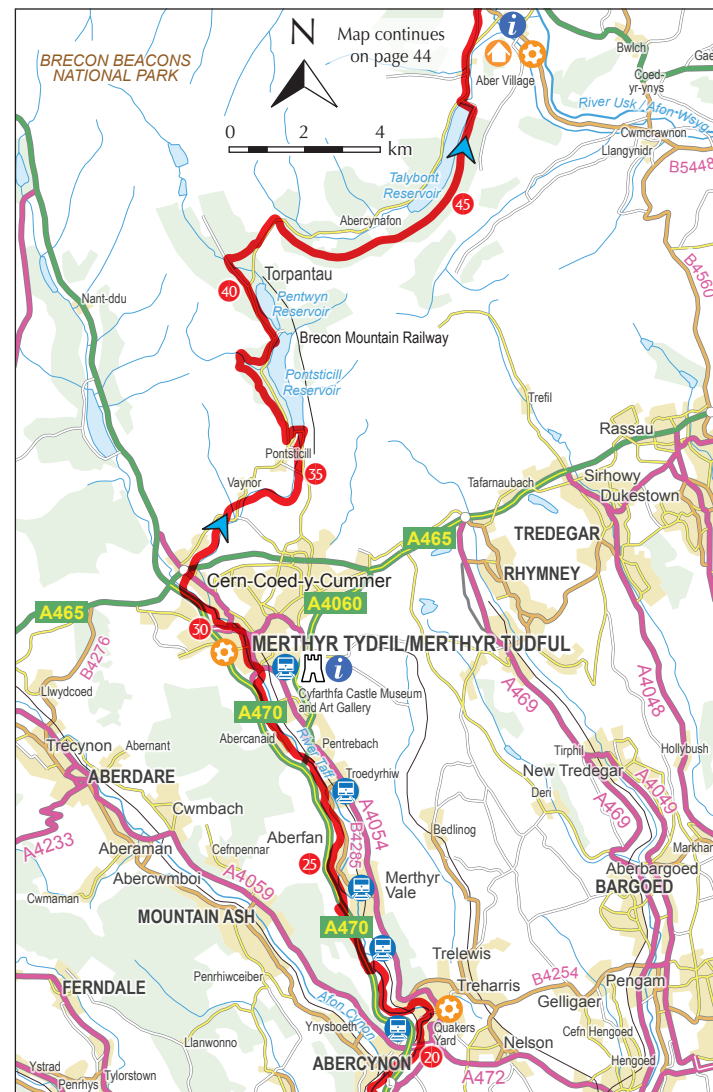 BRECON BEACONS
NATIONAL PARK
N
Map continues
on page 44
0 2 4
km
Aber Village
Bwlch
Gae
Coed-
yr-ynys
River Usk / Afon Wsyg
Cwmcrawnon
Llangynidr
B5448
Talybont
Reservoir
Abercynafon
45
B4560
Torpantau
40
Pentwyn
Reservoir
Nant-ddu
Brecon Mountain Railway
Pontsticill
Reservoir
Trefil
Rassau
Pontsticill
35
Vaynor
Tafarnaubach
Sirhowy
Dukestown
A465
TREDEGAR
RHYMNEY
Cern-Coed-y-Cummer
A4060
A465
30
B4276
MERTHYR TYDFIL/MERTHYR TUDFUL
Llwydcoed
Cyfarthfa Castle Museum
and Art Gallery
A469
A4048
A470
Abercanaid
River Taff
Pentrebach
Trecynon
Abernant
Troedyrhiw
Tirphil
Hollybush
ABERDARE
New Tredegar
Deri
A4049
Cwmbach
A4054
A4233
Aberaman
Cefnpennar
Aberfan
B4285
Bedlinog
A469
Markhan
Abercwmboi
25
Merthyr
Vale
Aberbargoed
BARGOED
Cwmaman
A4059
MOUNTAIN ASH
A470
Trelewis
B4254
Penrhiwceiber
Treharris
Pengam
FERNDALE
Afon Cynon
Gelligaer
Ynysboeth
Quakers
Yard
Cefn Hengoed
Llanwonno
Nelson
Hengoed
Ystrad
Tylorstown
ABERCYNON
20
A472
Penrhys